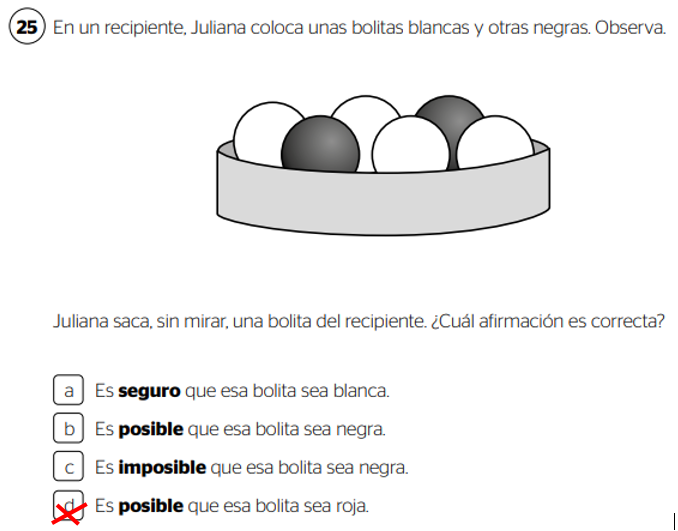 25 En un recipiente, Juliana coloca unas bolitas blancas y otras negras. Observa.
Juliana saca, sin mirar, una bolita del recipiente. ¿Cuál afirmación es correcta?
a Es seguro que esa bolita sea blanca.
b Es posible que esa bolita sea negra.
c Es imposible que esa bolita sea negra.
d Es posible que esa bolita sea roja.